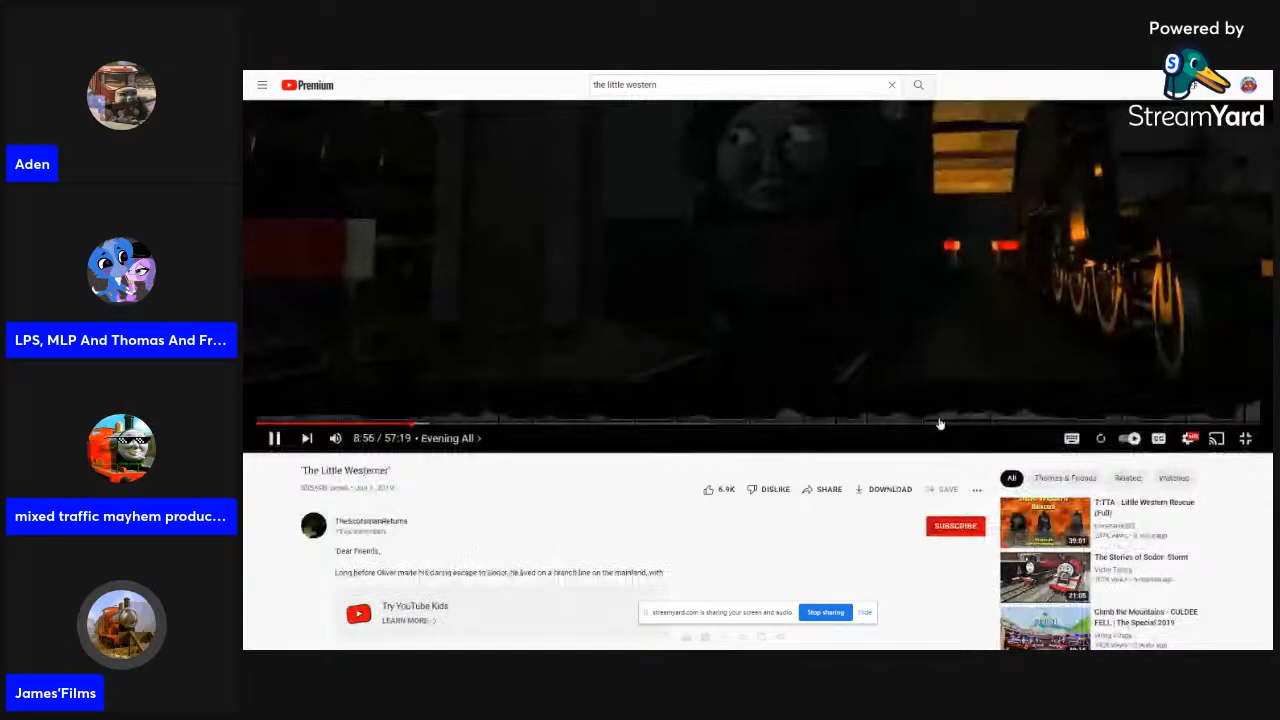 Powered by
StreamYard
Aden
LPS, MLP And Thomas And Fr...
mixed traffic mayhem produc...
James'Films
Premium
the little western
8:56 / 57:19 • Evening All ›
'The Little Westerner'
6.9K
DISLIKE
SHARE
DOWNLOAD
SAVE
TheScotsmanReturns
SUBSCRIBE
'Dear Friends,
Long before Oliver made his daring escape to Sodor, he lived on a branch line on the mainland, with
Try YouTube Kids
LEARN MORE
streamyard.com is sharing your screen and audio.
Stop sharing
Hide
All
Thomas & Friends
Related
Watched
T:TTA - Little Western Rescue
(Full)
39:01
The Stories of Sodor: Storm
21:05
Climb the Mountains - CULDEE
FELL | The Special 2019